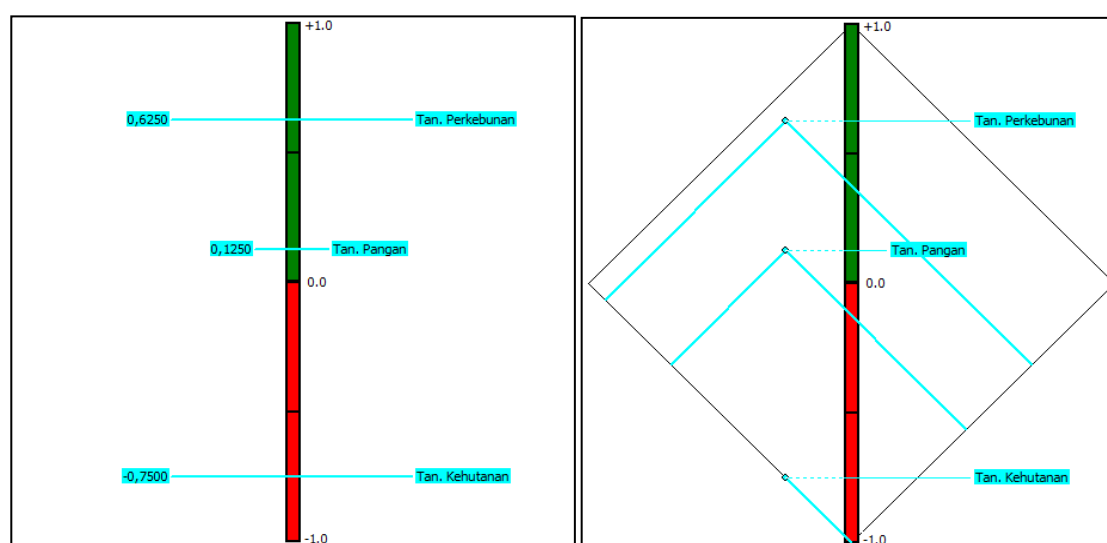 +1.0
0,6250 Tan. Perkebunan
0,1250 Tan. Pangan
0.0
-0,7500 Tan. Kehutanan
-1.0
+1.0
Tan. Perkebunan
Tan. Pangan
0.0
Tan. Kehutanan
-1.0